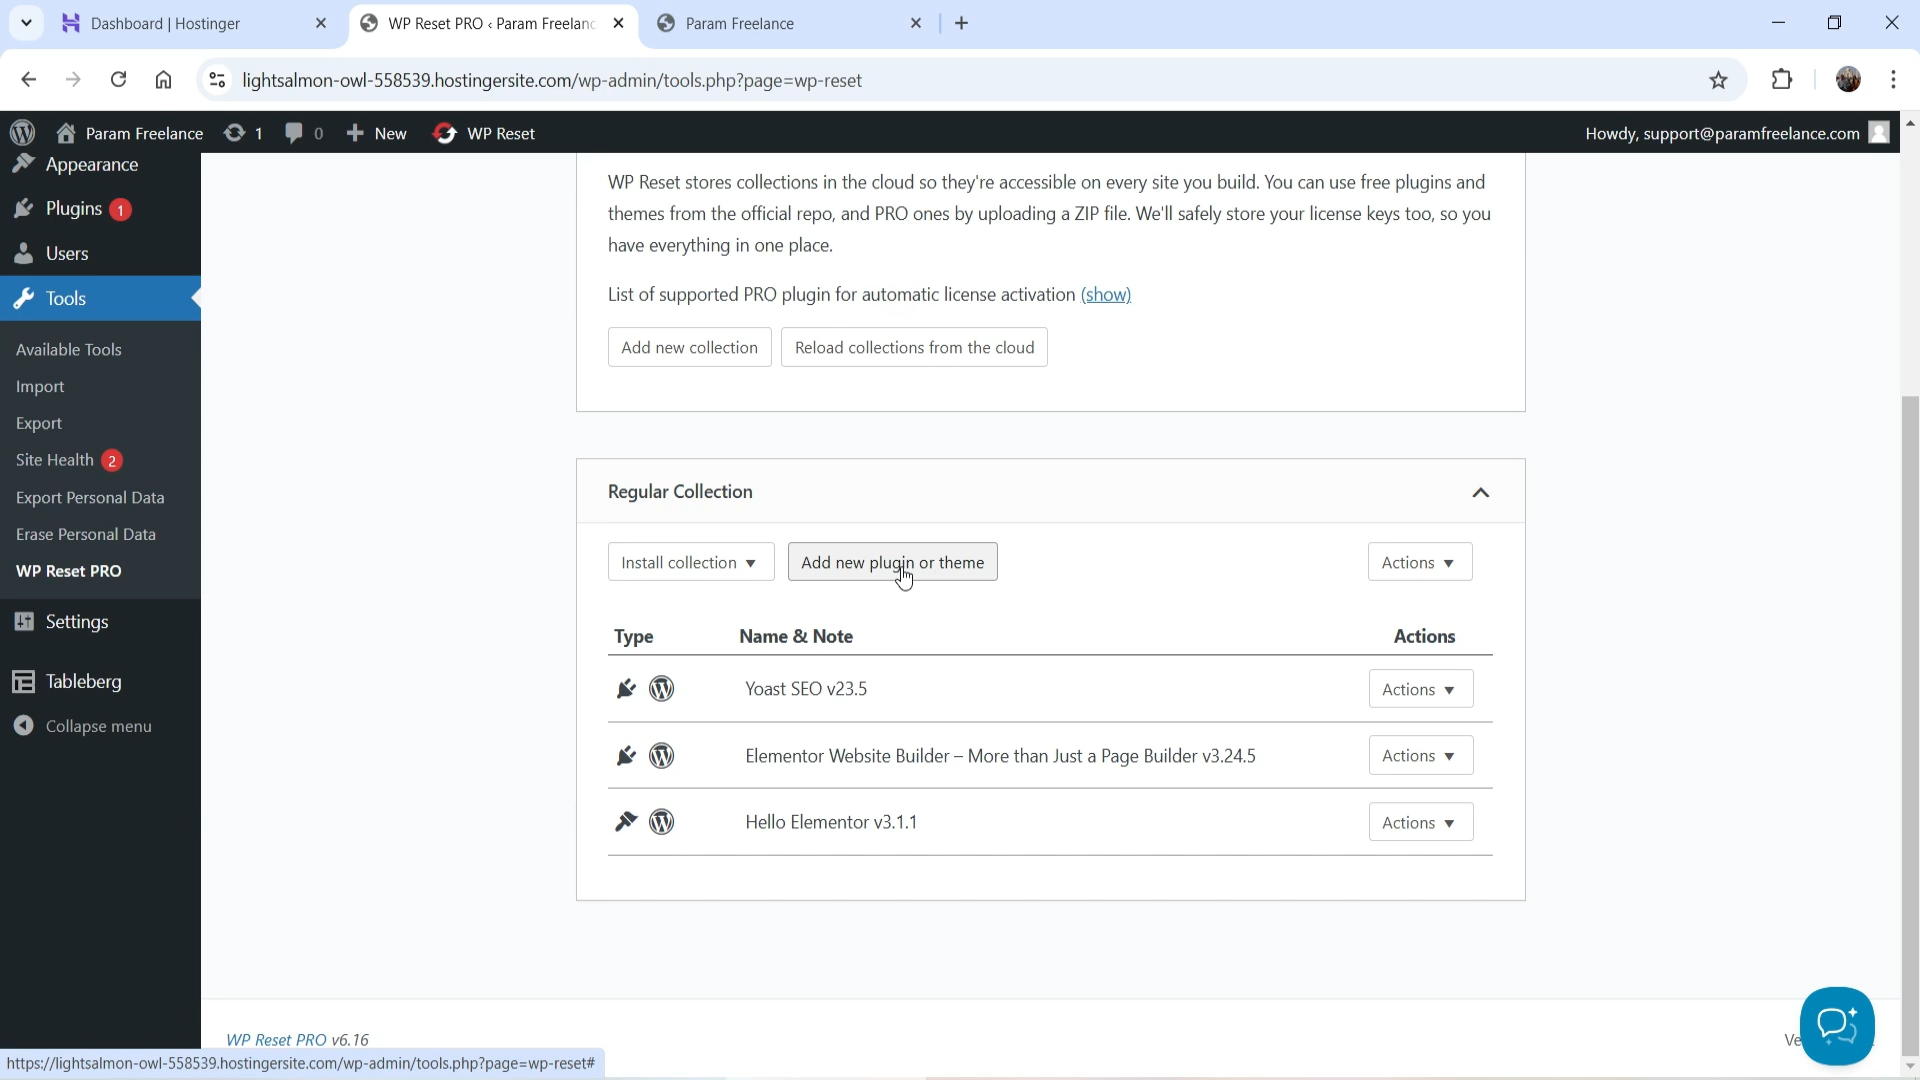 Dashboard | Hostinger
WP Reset PRO ‹ Param Freelanc
Param Freelance
lightsalmon-owl-558539.hostingersite.com/wp-admin/tools.php?page=wp-reset
Param Freelance
1
0
New
WP Reset
Howdy, support@paramfreelance.com
Appearance
Plugins 1
Users
Tools
Available Tools
Import
Export
Site Health 2
Export Personal Data
Erase Personal Data
WP Reset PRO
Settings
Tableberg
Collapse menu
WP Reset stores collections in the cloud so they're accessible on every site you build. You can use free plugins and
themes from the official repo, and PRO ones by uploading a ZIP file. We'll safely store your license keys too, so you
have everything in one place.
List of supported PRO plugin for automatic license activation (show)
Add new collection
Reload collections from the cloud
Regular Collection
Install collection
Add new plugin or theme
Actions
Type
Name & Note
Actions
Yoast SEO v23.5
Actions
Elementor Website Builder – More than Just a Page Builder v3.24.5
Actions
Hello Elementor v3.1.1
Actions
WP Reset PRO v6.16
https://lightsalmon-owl-558539.hostingersite.com/wp-admin/tools.php?page=wp-reset#